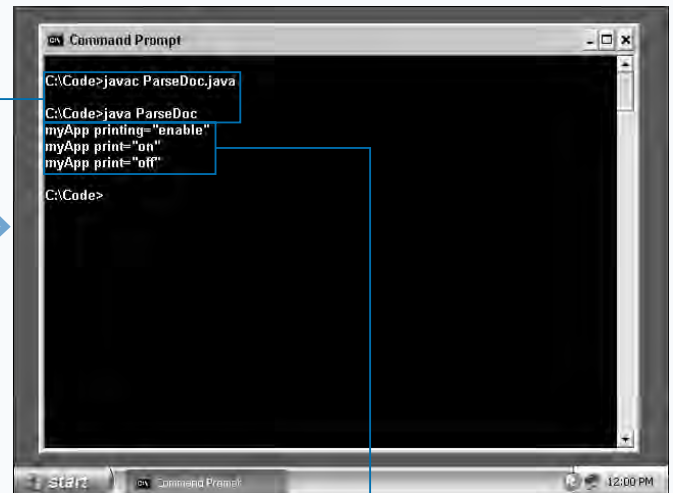 Command Prompt
C:\Code>javac ParseDoc.java
C:\Code>java ParseDoc
myApp printing="enable"
myApp print="on"
myApp print="off"
C:\Code>
start
Command Prompt
12:00 PM